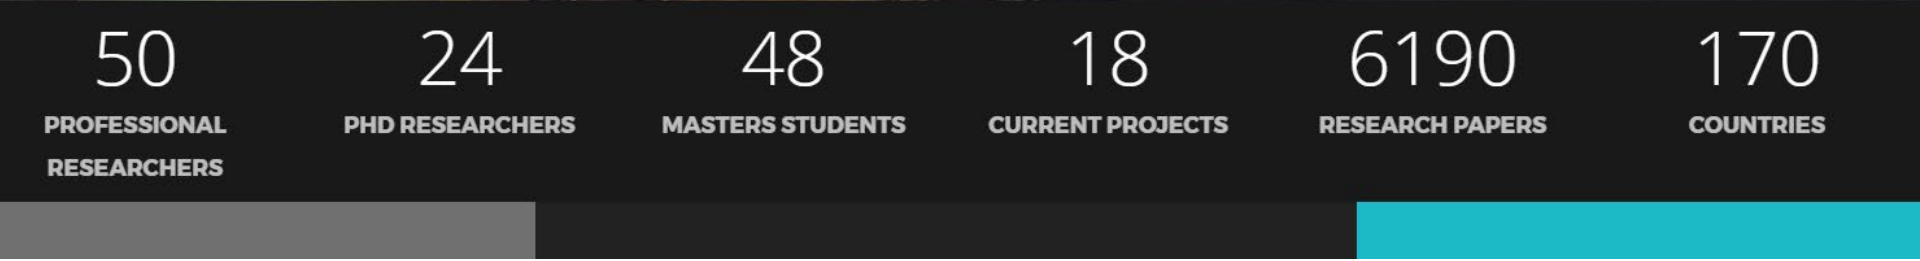 50
PROFESSIONAL
RESEARCHERS
24
PHD RESEARCHERS
48
MASTERS STUDENTS
18
CURRENT PROJECTS
6190
RESEARCH PAPERS
170
COUNTRIES